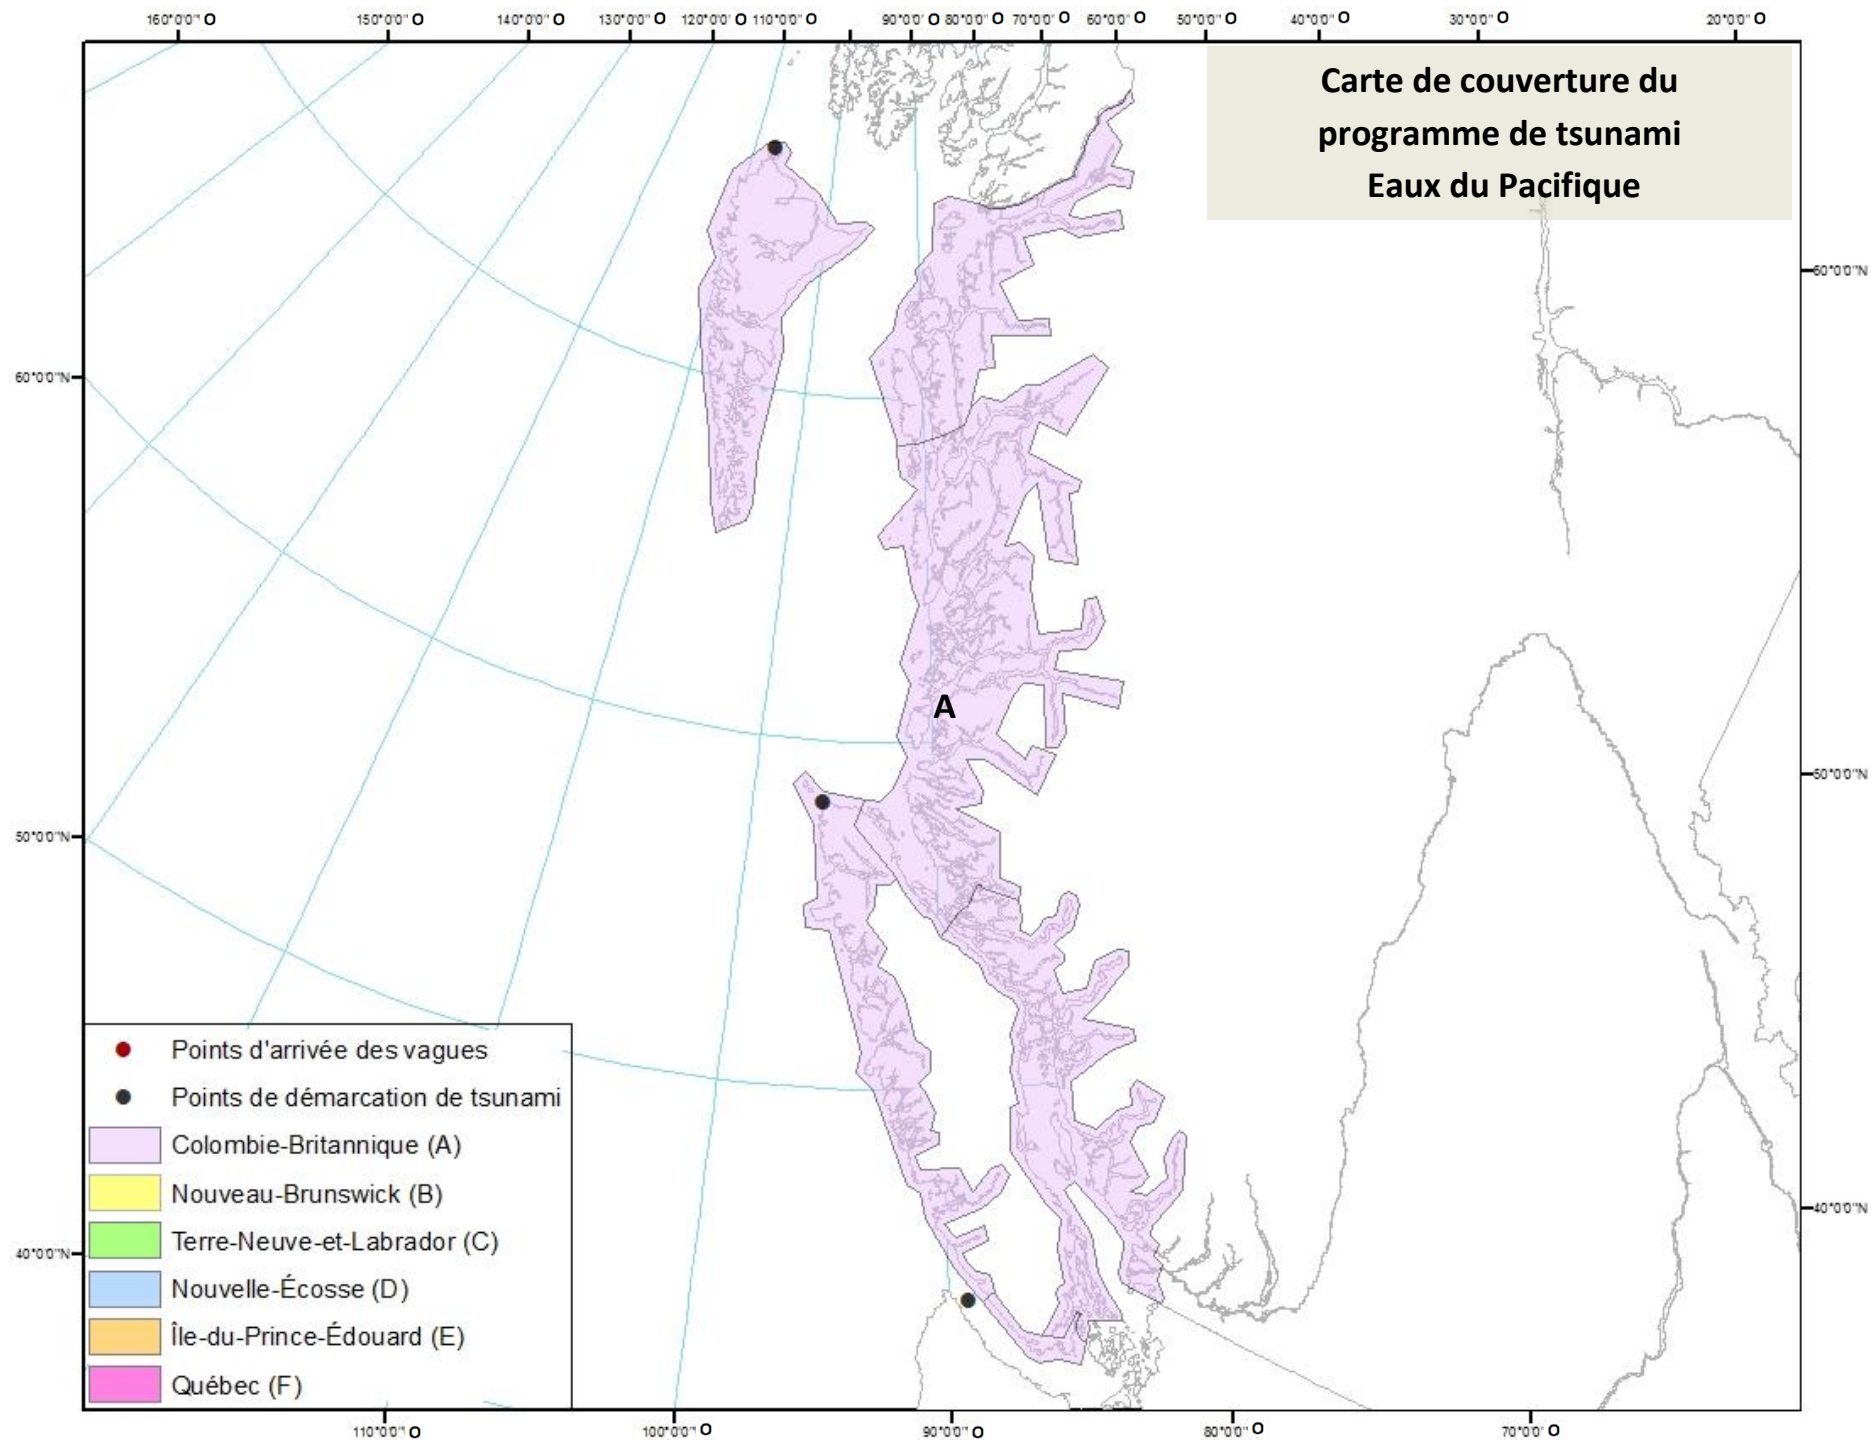 160°0'0" O 150°0'0" O 140°0'0" O 130°0'0" O 120°0'0" O 110°0'0" O 90°0'0" O 80°0'0" O 70°0'0" O 60°0'0" O 50°0'0" O 40°0'0" O 30°0'0" O 20°0'0" O
Carte de couverture du
programme de tsunami
Eaux du Pacifique
60°0'0"N
60°0'0"N
A
50°0'0"N
50°0'0"N
40°0'0"N
40°0'0"N
Points d'arrivée des vagues
Points de démarcation de tsunami
Colombie-Britannique (A)
Nouveau-Brunswick (B)
Terre-Neuve-et-Labrador (C)
Nouvelle-Écosse (D)
Île-du-Prince-Édouard (E)
Québec (F)
110°0'0" O 100°0'0" O 90°0'0" O 80°0'0" O 70°0'0" O